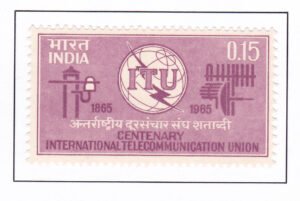 भारत
INDIA
0.15
ITU
1865 1965
अन्तर्राष्ट्रीय दूरसंचार संघ शताब्दी
CENTENARY
INTERNATIONAL TELECOMMUNICATION UNION